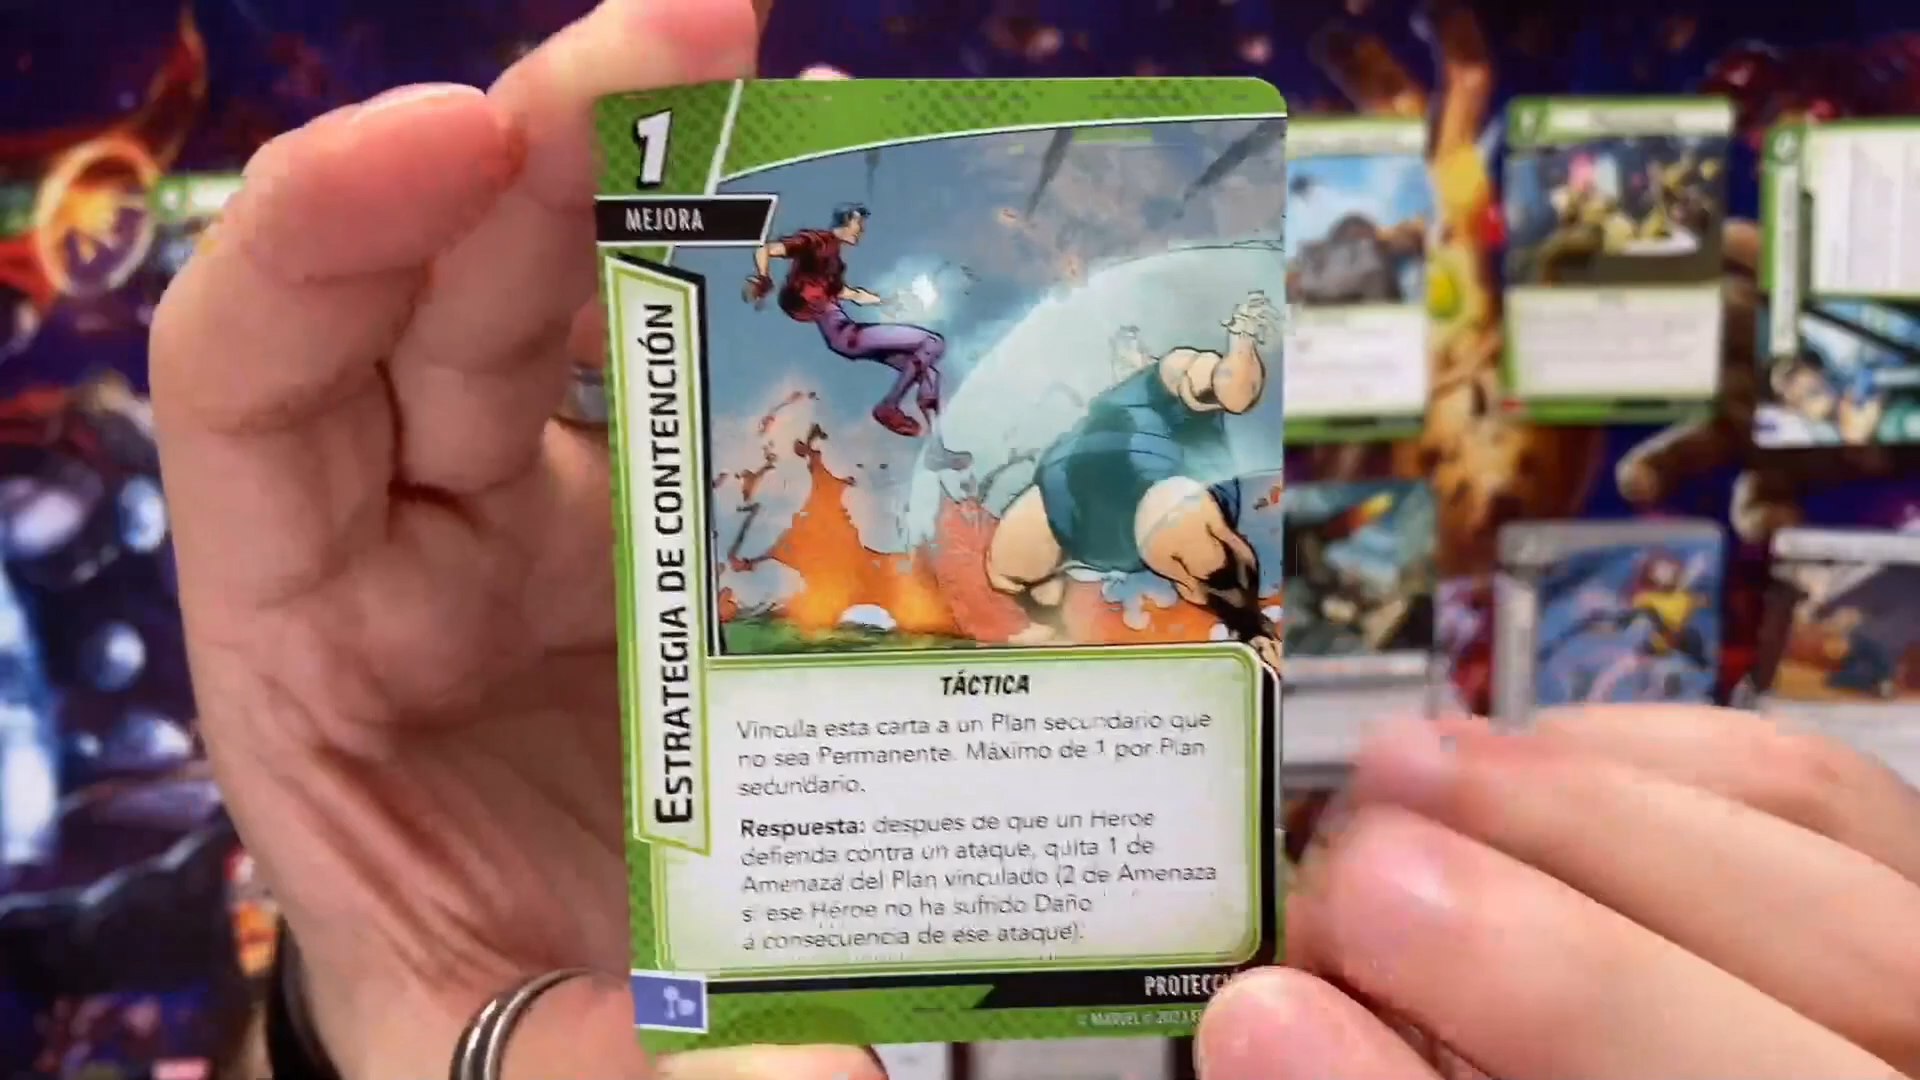 1
MEJORA
ESTRATEGIA DE CONTENCIÓN
TÁCTICA
Vincula esta carta a un Plan secundario que
no sea Permanente. Máximo de 1 por Plan
secundario.
Respuesta: después de que un Héroe
defienda contra un ataque, quita 1 de
Amenaza del Plan vinculado (2 de Amenaza
si ese Héroe no ha sufrido Daño
a consecuencia de ese ataque).
© MARVEL ©